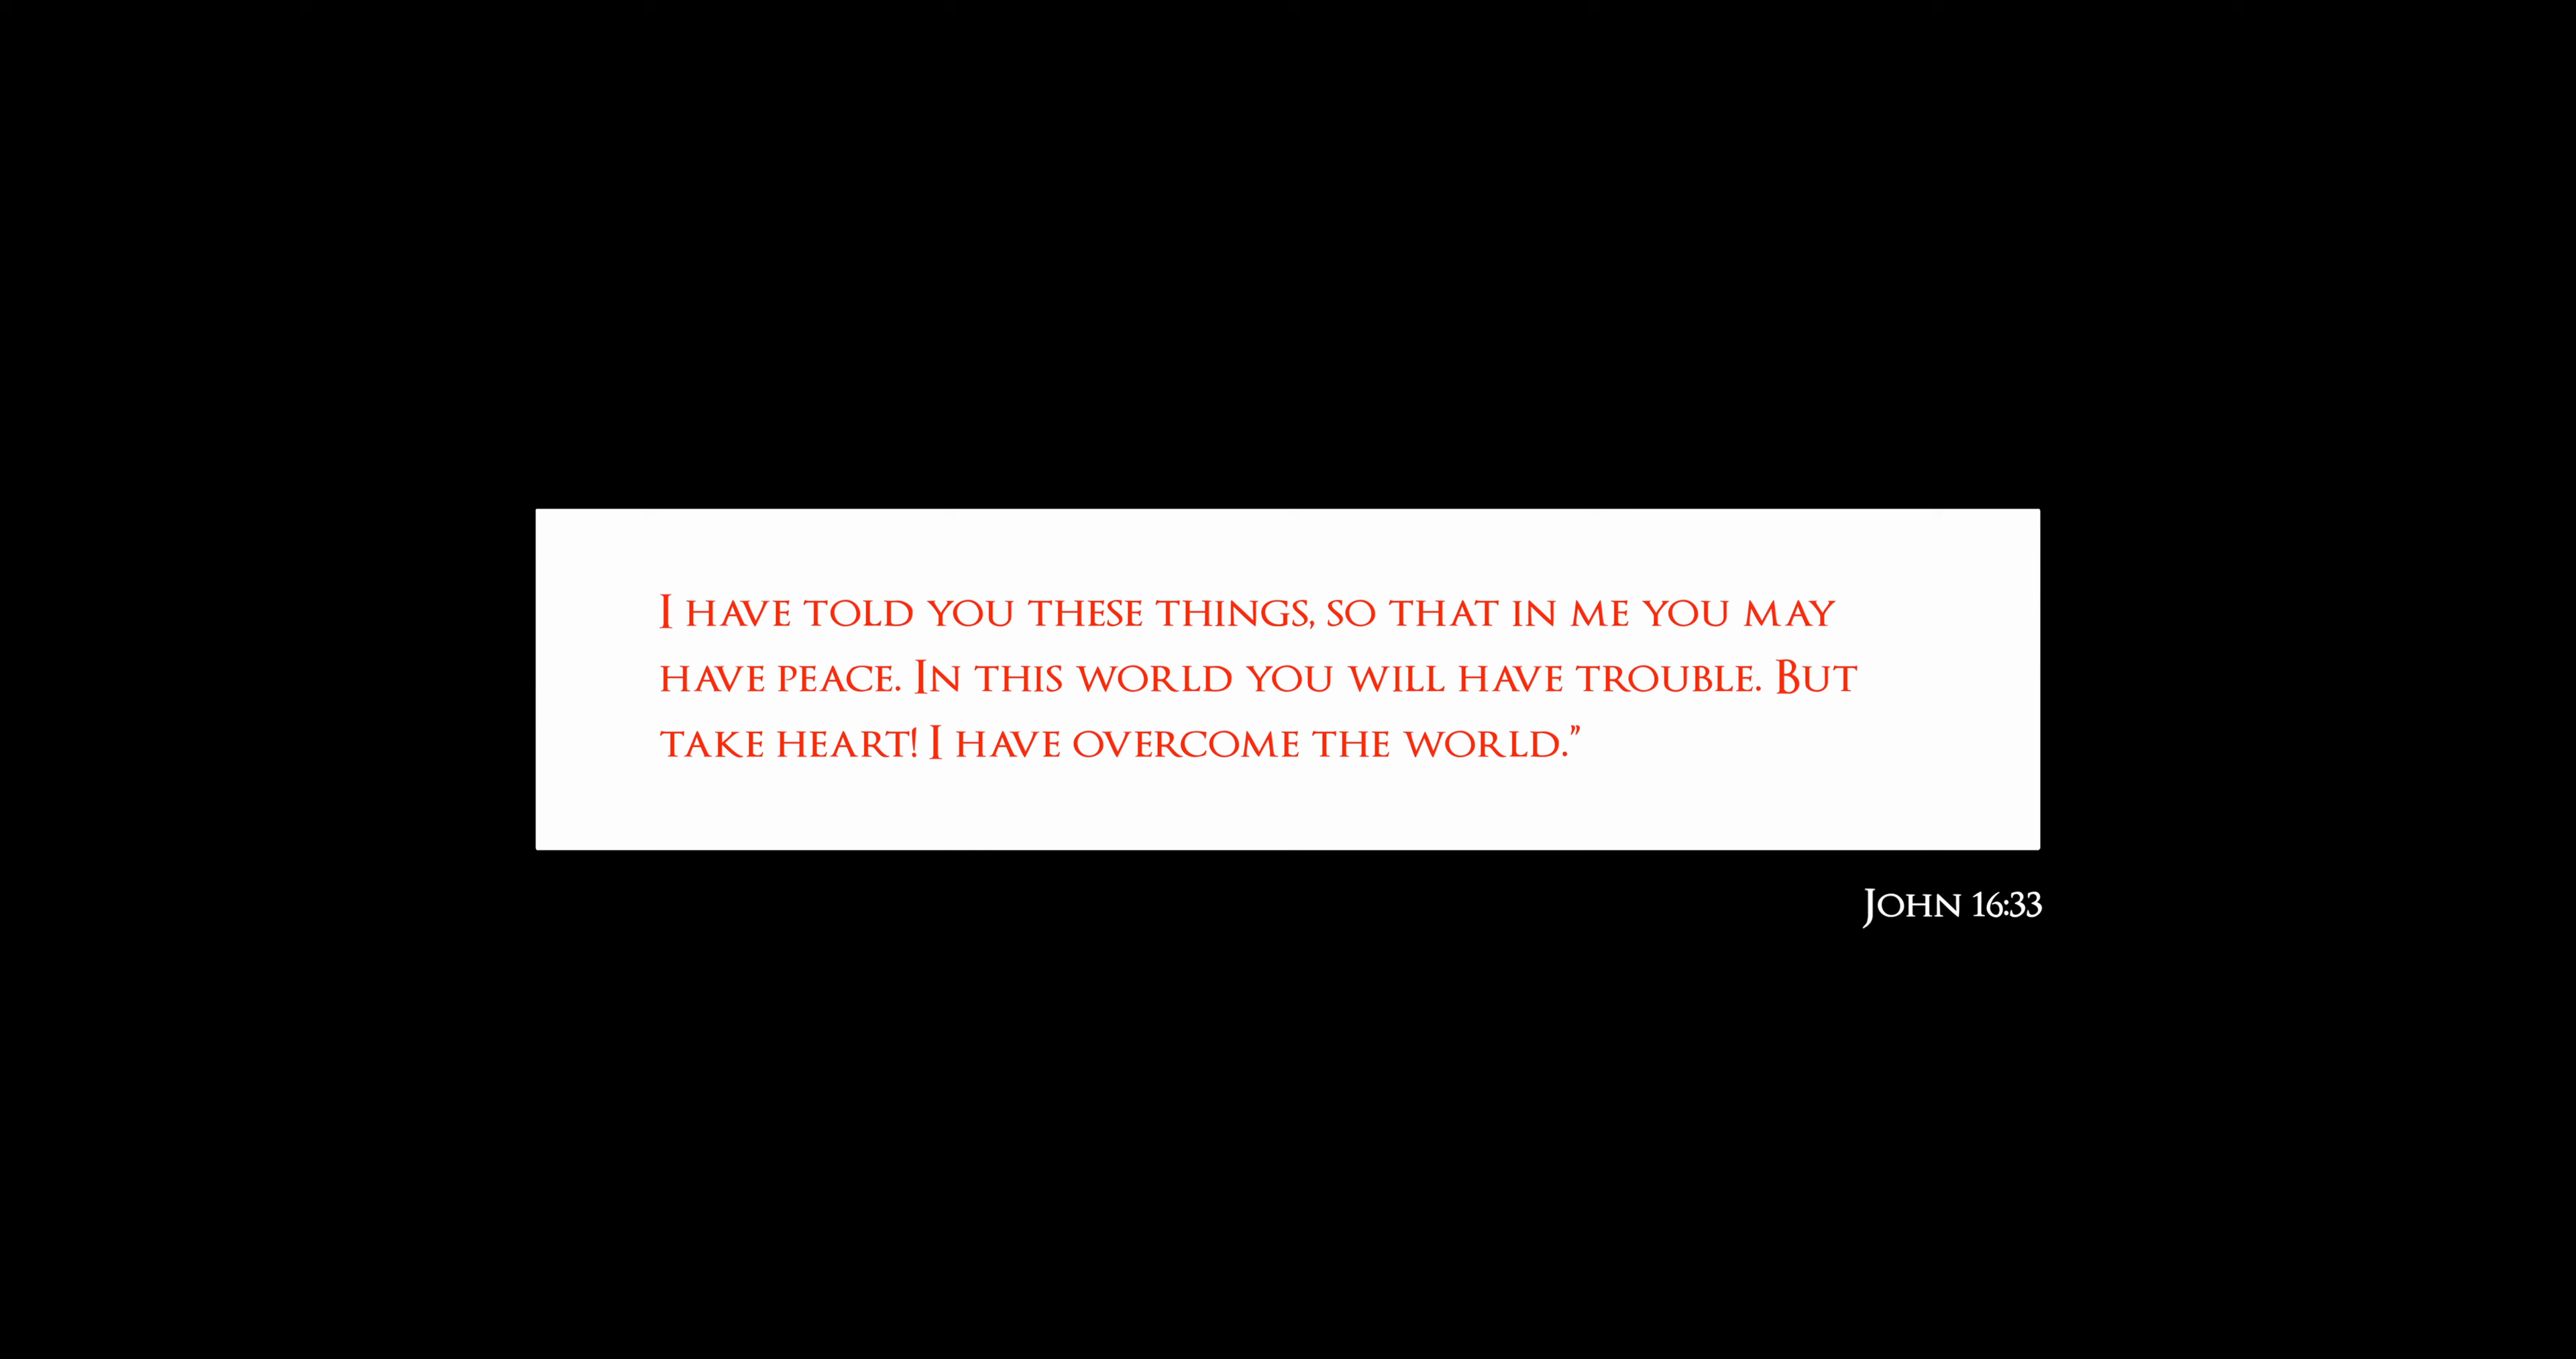 I have told you these things, so that in me you may
have peace. In this world you will have trouble. But
take heart! I have overcome the world.”
John 16:33